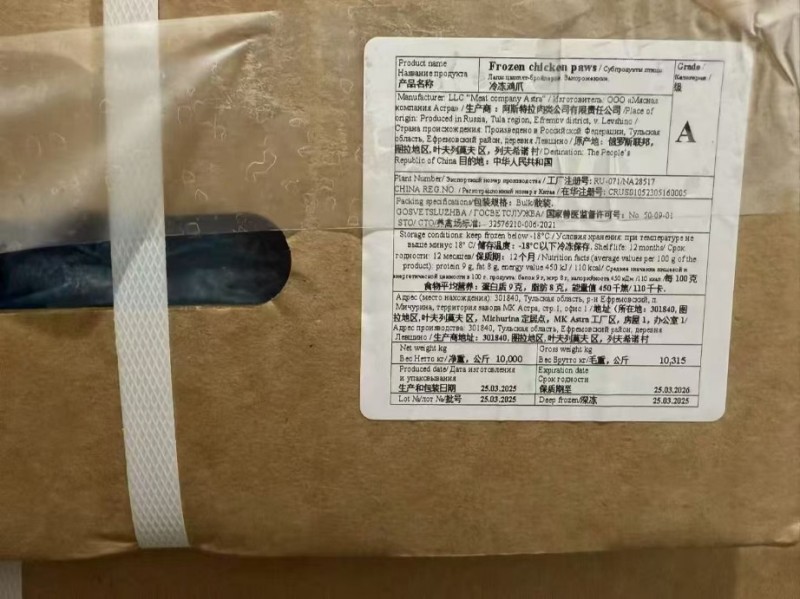 Product name
Название продукта
产品名称
Frozen chicken paws / Субпродукты птицы
Лапы цыплят-бройлеров. Замороженные.
冷冻鸡爪
Grade /
Категория /
级
A
Manufacturer: LLC "Meat company Astra" / Изготовитель: ООО «Мясная
компания Астра» / 生产商：阿斯特拉肉类公司有限责任公司 /Place of
origin: Produced in Russia, Tula region, Efremov district, v. Levshino /
Страна происхождения: Произведено в Российской Федерации, Тульская
область, Ефремовский район, деревня Левшино / 原产地：俄罗斯联邦,
图拉地区, 叶夫列莫夫 区，列夫希诺 村 / Destination: The People's
Republic of China 目的地：中华人民共和国
Plant Number/ Экспортный номер производства / 工厂注册号: RU-071/NA28517
CHINA REG.NO. / Регистрационный номер в Китае / 在华注册号: CRUS01052305160005
Packing specifications/包装规格：Bulk/散装.
GOSVETSLUZHBA / ГОСВЕТСЛУЖБА / 国家兽医监督许可号: No 50-09-01
STO/ СТО/养禽场标准: - 32576210-006-2021
Storage conditions: keep frozen below -18°C / Условия хранения: при температуре не
выше минус 18° С/ 储存温度：-18°C以下冷冻保存. Shelf life: 12 months/ Срок
годности: 12 месяцев/ 保质期：12个月 / Nutrition facts (average values per 100 g of the
product): protein 9 g, fat 8 g, energy value 450 kJ / 110 kcal/ Средние значения пищевой и
энергетической ценности в 100 г. продукта: белок 9 г, жир 8 г, калорийность 450 кДж /110 ккал /每 100克
食物平均营养：蛋白质 9 克，脂肪 8 克，能量值 450 千焦/110 千卡.
Адрес (место нахождения): 301840, Тульская область, р-н Ефремовский, п.
Мичурина, территория завода МК Астра, стр.1, офис 1 / 地址（所在地：301840, 图
拉地区, 叶夫列莫夫 区，Michurina 定居点，MK Astra 工厂区，房屋 1，办公室 1/
Адрес производства: 301840, Тульская область, Ефремовский район, деревня
Левшино / 生产商地址：301840, 图拉地区, 叶夫列莫夫 区，列夫希诺 村
Net weight kg
Вес Нетто кг/净重，公斤 10,000
Gross weight kg
Вес Брутто кг/毛重，公斤 10,315
Produced date/ Дата изготовления
и упаковывания
生产和包装日期 25.03.2025
Expiration date
Срок годности
保质期至 25.03.2026
Lot №/лот №/批号 25.03.2025
Deep frozen/深冻 25.03.2025